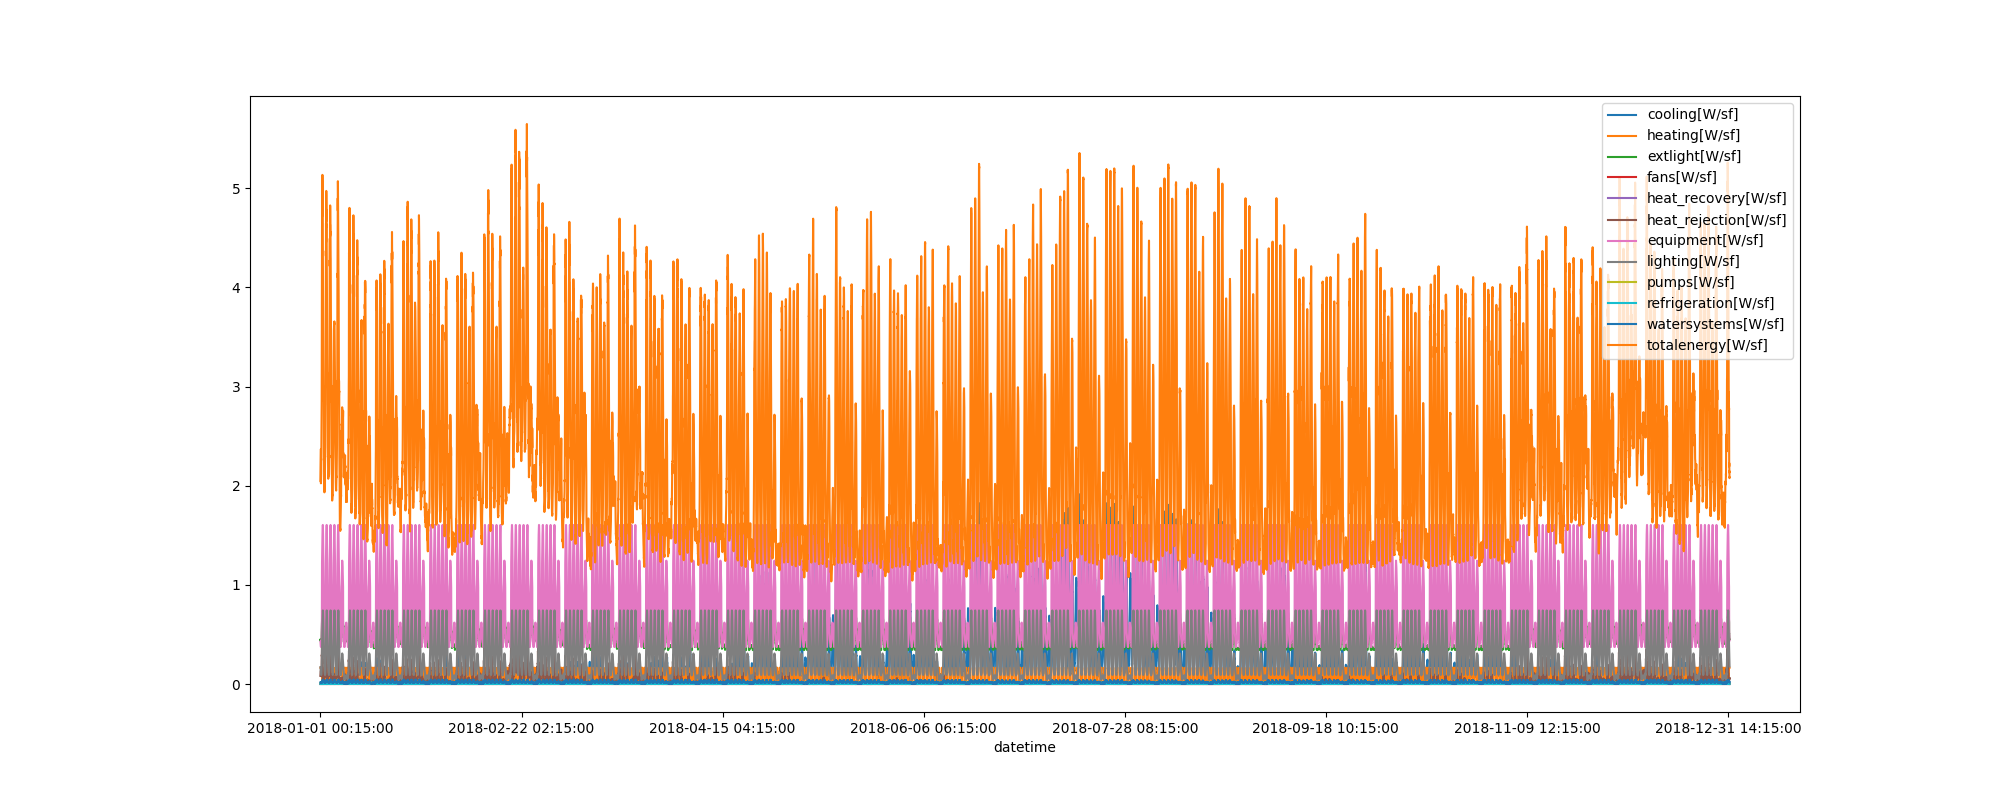 cooling[W/sf]
heating[W/sf]
extlight[W/sf]
fans[W/sf]
heat_recovery[W/sf]
heat_rejection[W/sf]
equipment[W/sf]
lighting[W/sf]
pumps[W/sf]
refrigeration[W/sf]
watersystems[W/sf]
totalenergy[W/sf]
5
4
3
2
1
0
2018-01-01 00:15:00 2018-02-22 02:15:00 2018-04-15 04:15:00 2018-06-06 06:15:00 2018-07-28 08:15:00 2018-09-18 10:15:00 2018-11-09 12:15:00 2018-12-31 14:15:00
datetime